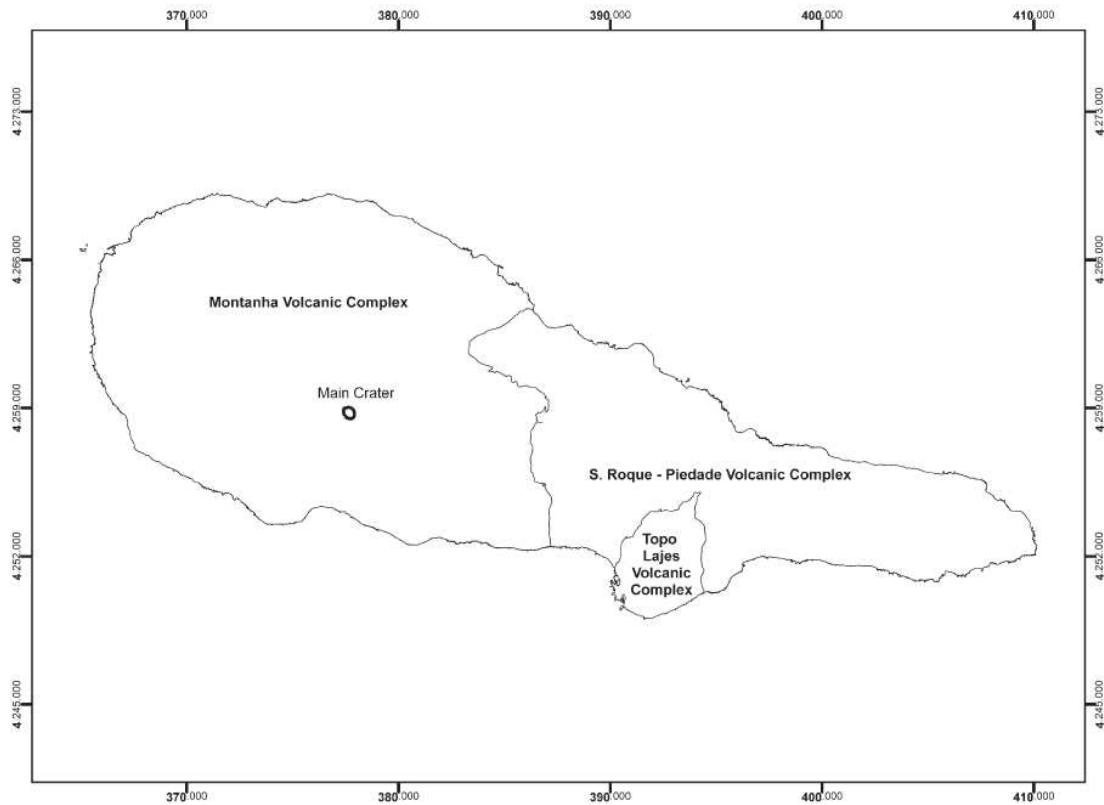 370.000 380.000 390.000 400.000 410.000
4.273.000 4.273.000
4.266.000 4.266.000
Montanha Volcanic Complex
Main Crater
4.259.000 4.259.000
S. Roque - Piedade Volcanic Complex
Topo
Lajes
Volcanic
Complex
4.252.000 4.252.000
4.245.000 4.245.000
370.000 380.000 390.000 400.000 410.000